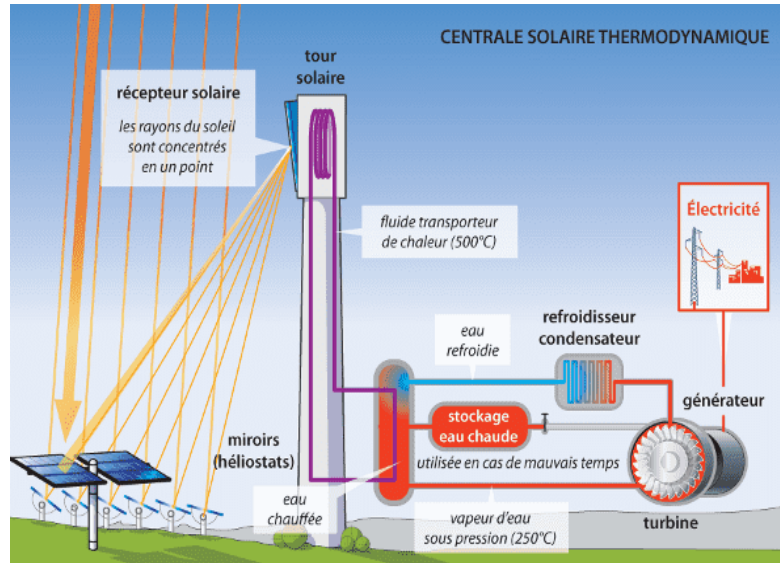 CENTRALE SOLAIRE THERMODYNAMIQUE
tour
solaire
récepteur solaire
les rayons du soleil
sont concentrés
en un point
fluide transporteur
de chaleur (500°C)
Électricité
eau
refroidie
refroidisseur
condensateur
générateur
stockage
eau chaude
miroirs
(héliostats)
utilisée en cas de mauvais temps
eau
chauffée
vapeur d'eau
sous pression (250°C)
turbine